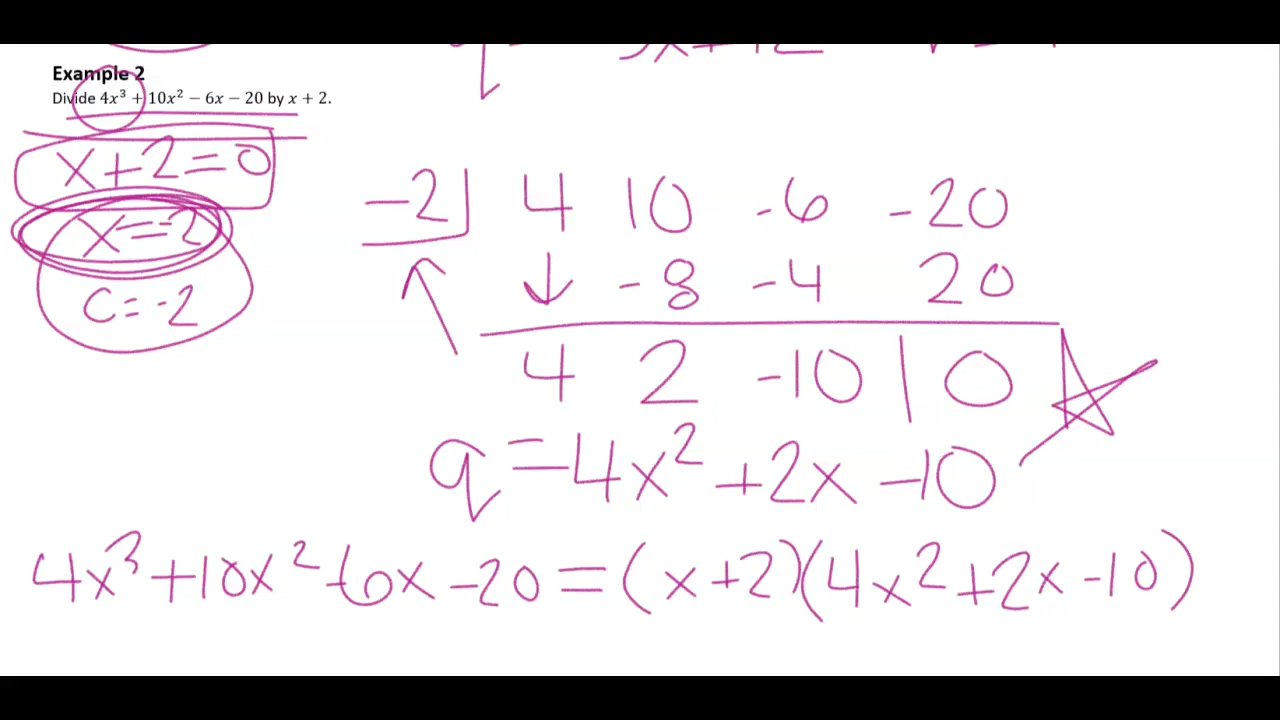 Example 2
Divide 4x³ + 10x² − 6x − 20 by x + 2.
x+2=0
x=-2
c=-2
-2 4 10 -6 -20
↓ -8 -4 20
4 2 -10 | 0
q=4x²+2x-10
4x³+10x²-6x-20=(x+2)(4x²+2x-10)